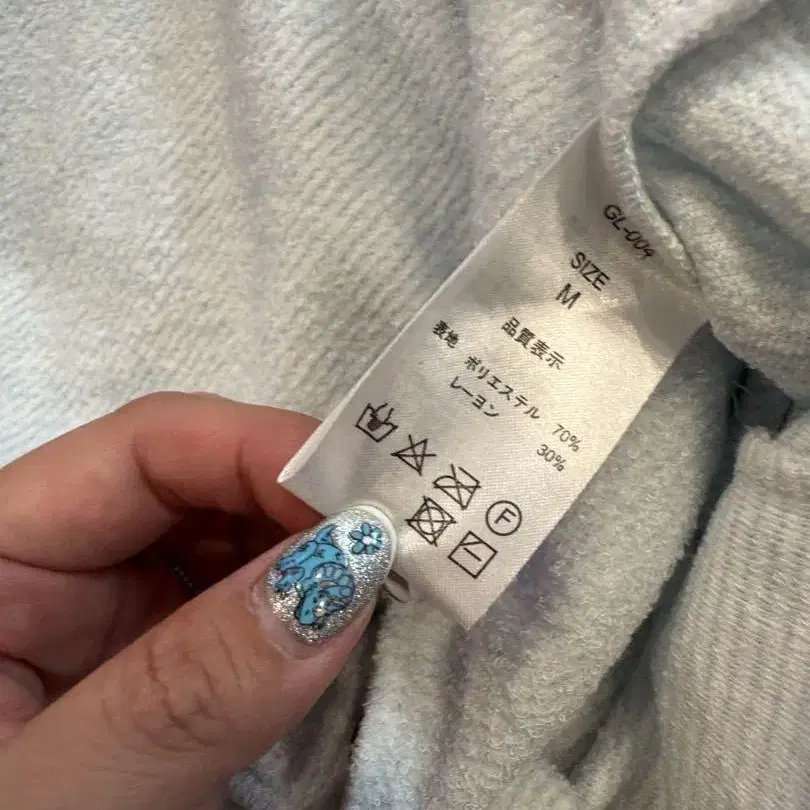 GL-004
SIZE
M
品質表示
表地 ポリエステル 70%
レーヨン 30%
F